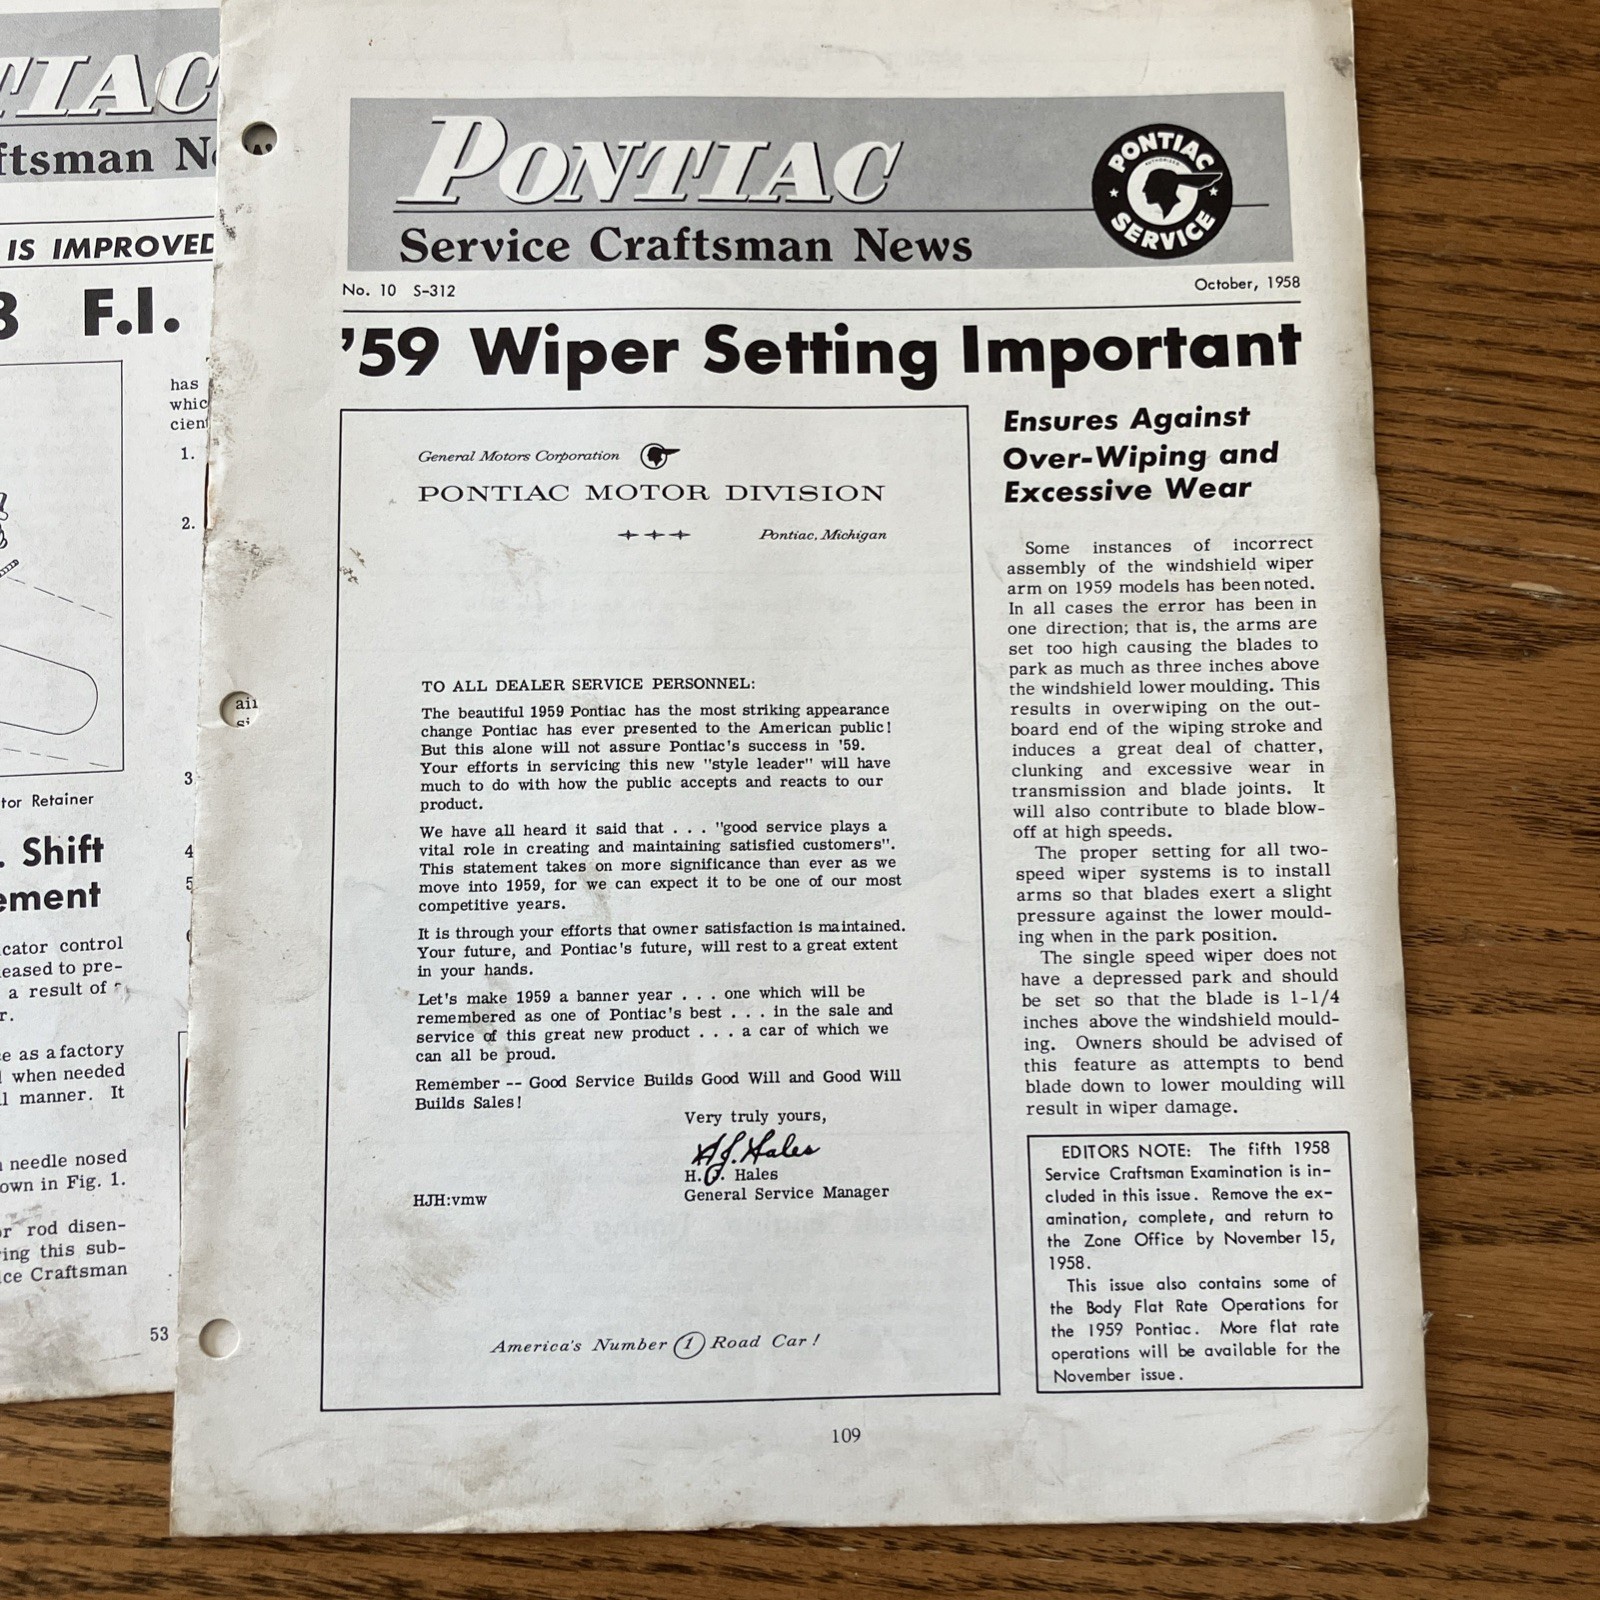 TIAC
ftsman N
IS IMPROVED
8 F.I.
has
whic
cient
1.
2.
3
tor Retainer
. Shift
4
5
ement
cator control
eased to pre-
a result of
r.
e as a factory
l when needed
l manner. It
needle nosed
own in Fig. 1.
or rod disen-
ring this sub-
ice Craftsman
53
ain
si
PONTIAC
Service Craftsman News
PONTIAC
AUTHORIZED
SERVICE
No. 10 S-312
October, 1958
'59 Wiper Setting Important
General Motors Corporation
PONTIAC MOTOR DIVISION
Pontiac, Michigan
TO ALL DEALER SERVICE PERSONNEL:
The beautiful 1959 Pontiac has the most striking appearance
change Pontiac has ever presented to the American public!
But this alone will not assure Pontiac's success in '59.
Your efforts in servicing this new "style leader" will have
much to do with how the public accepts and reacts to our
product.
We have all heard it said that . . . "good service plays a
vital role in creating and maintaining satisfied customers".
This statement takes on more significance than ever as we
move into 1959, for we can expect it to be one of our most
competitive years.
It is through your efforts that owner satisfaction is maintained.
Your future, and Pontiac's future, will rest to a great extent
in your hands.
Let's make 1959 a banner year . . . one which will be
remembered as one of Pontiac's best . . . in the sale and
service of this great new product . . . a car of which we
can all be proud.
Remember -- Good Service Builds Good Will and Good Will
Builds Sales!
Very truly yours,
H. J. Hales
H. J. Hales
HJH:vmw
General Service Manager
America's Number 1 Road Car!
Ensures Against
Over-Wiping and
Excessive Wear
Some instances of incorrect
assembly of the windshield wiper
arm on 1959 models has been noted.
In all cases the error has been in
one direction; that is, the arms are
set too high causing the blades to
park as much as three inches above
the windshield lower moulding. This
results in overwiping on the out-
board end of the wiping stroke and
induces a great deal of chatter,
clunking and excessive wear in
transmission and blade joints. It
will also contribute to blade blow-
off at high speeds.
The proper setting for all two-
speed wiper systems is to install
arms so that blades exert a slight
pressure against the lower mould-
ing when in the park position.
The single speed wiper does not
have a depressed park and should
be set so that the blade is 1-1/4
inches above the windshield mould-
ing. Owners should be advised of
this feature as attempts to bend
blade down to lower moulding will
result in wiper damage.
EDITORS NOTE: The fifth 1958
Service Craftsman Examination is in-
cluded in this issue. Remove the ex-
amination, complete, and return to
the Zone Office by November 15,
1958.
This issue also contains some of
the Body Flat Rate Operations for
the 1959 Pontiac. More flat rate
operations will be available for the
November issue.
109